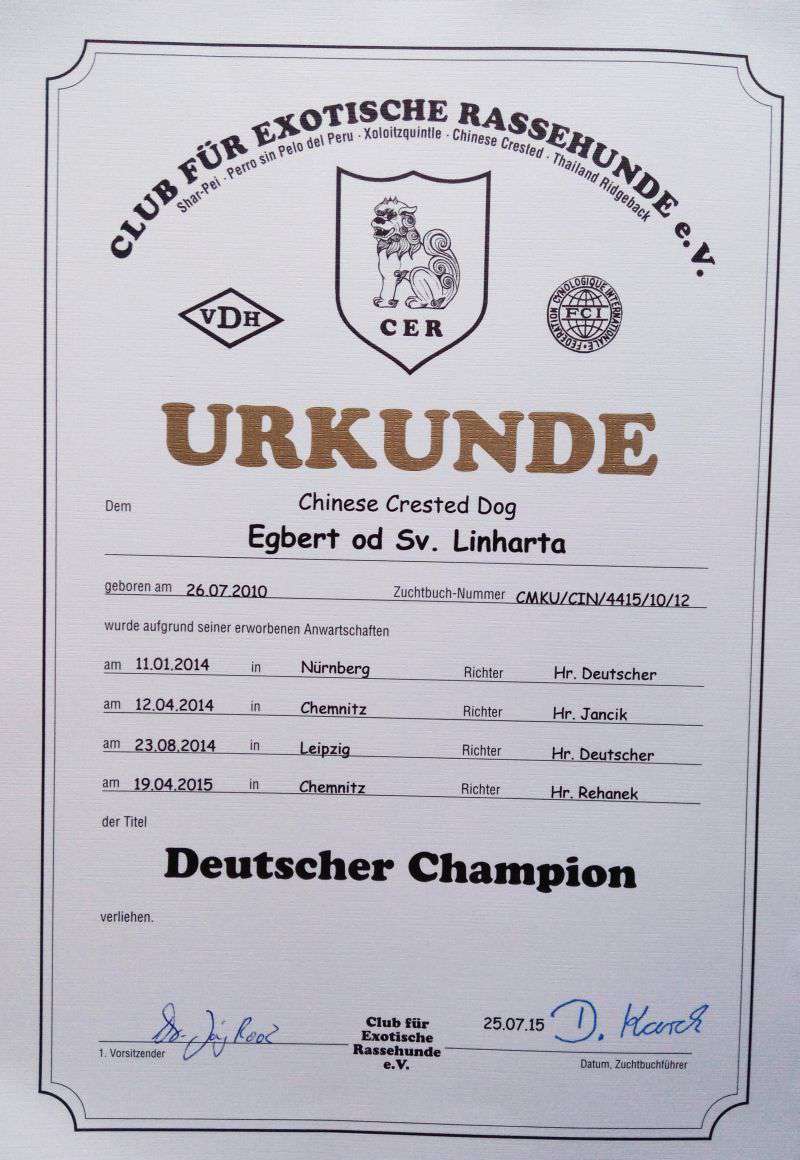 CLUB FÜR EXOTISCHE RASSEHUNDE e.V.
Shar-Pei · Perro sin Pelo del Peru · Xoloitzquintle · Chinese Crested · Thailand Ridgeback
VDH
CER
FEDERATION CYNOLOGIQUE INTERNATIONALE
FCI
URKUNDE
Dem Chinese Crested Dog
Egbert od Sv. Linharta
geboren am 26.07.2010 Zuchtbuch-Nummer CMKU/CIN/4415/10/12
wurde aufgrund seiner erworbenen Anwartschaften
am 11.01.2014 in Nürnberg Richter Hr. Deutscher
am 12.04.2014 in Chemnitz Richter Hr. Jancik
am 23.08.2014 in Leipzig Richter Hr. Deutscher
am 19.04.2015 in Chemnitz Richter Hr. Rehanek
der Titel
Deutscher Champion
verliehen.
Dr.
25.07.15 D.
1. Vorsitzender
Club für
Exotische
Rassehunde
e.V.
Datum, Zuchtbuchführer